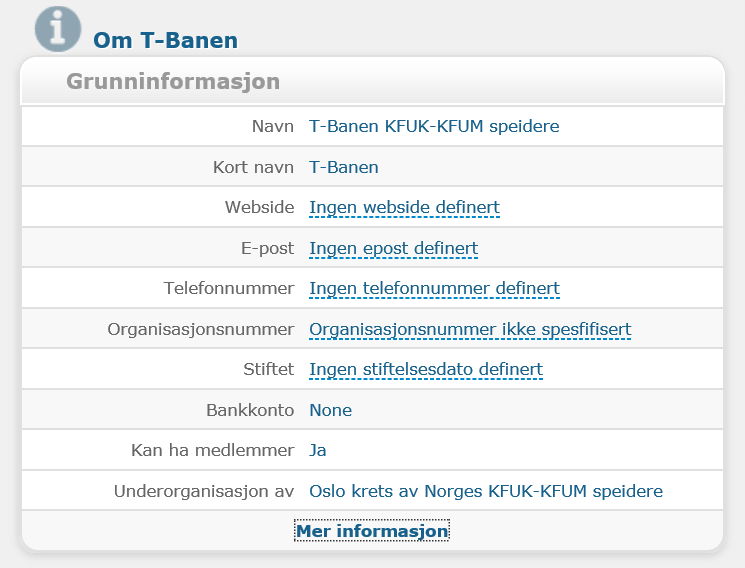 Om T-Banen
Grunninformasjon
Navn T-Banen KFUK-KFUM speidere
Kort navn T-Banen
Webside Ingen webside definert
E-post Ingen epost definert
Telefonnummer Ingen telefonnummer definert
Organisasjonsnummer Organisasjonsnummer ikke spesfifisert
Stiftet Ingen stiftelsesdato definert
Bankkonto None
Kan ha medlemmer Ja
Underorganisasjon av Oslo krets av Norges KFUK-KFUM speidere
Mer informasjon